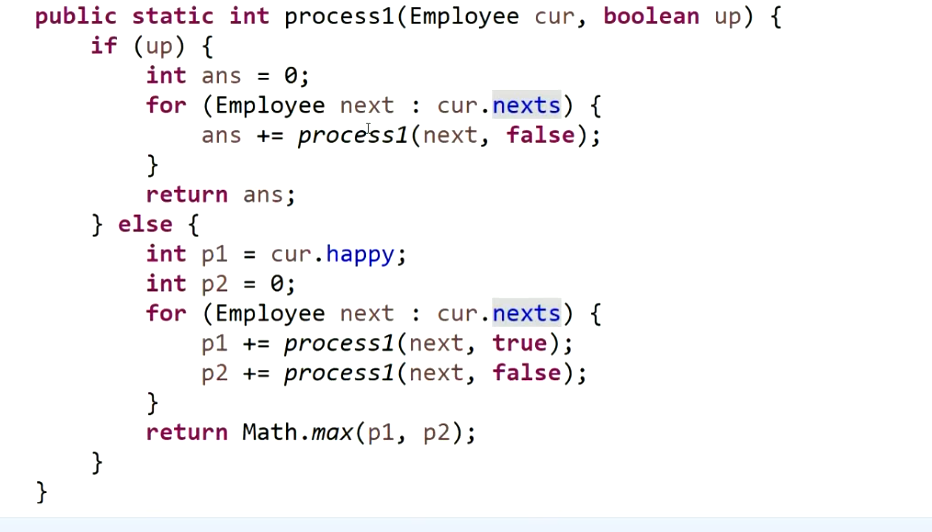 public static int process1(Employee cur, boolean up) {
    if (up) {
        int ans = 0;
        for (Employee next : cur.nexts) {
            ans += process1(next, false);
        }
        return ans;
    } else {
        int p1 = cur.happy;
        int p2 = 0;
        for (Employee next : cur.nexts) {
            p1 += process1(next, true);
            p2 += process1(next, false);
        }
        return Math.max(p1, p2);
    }
}